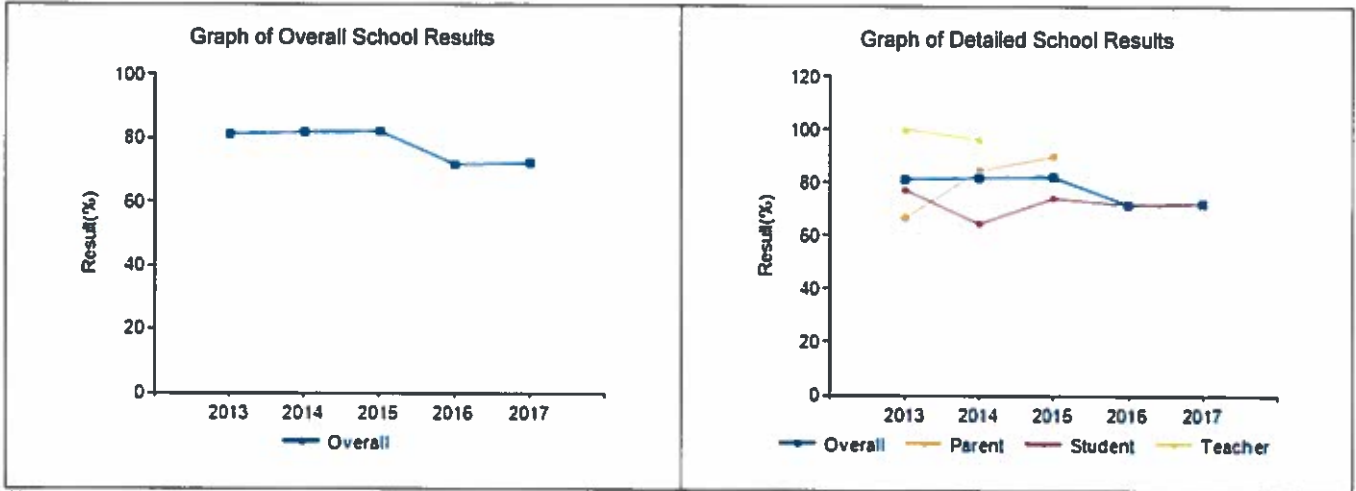 Graph of Overall School Results
100
80
60
40
20
0
Result(%)
2013 2014 2015 2016 2017
Overall
Graph of Detailed School Results
120
100
80
60
40
20
0
Result(%)
2013 2014 2015 2016 2017
Overall Parent Student Teacher